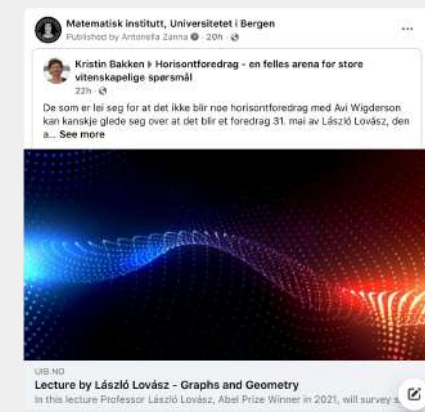 Matematisk institutt, Universitetet i Bergen
Published by Antonella Zanna · 20h ·
Kristin Bakken ▸ Horisontforedrag - en felles arena for store
vitenskapelige spørsmål
22h ·
De som er lei seg for at det ikke blir noe horisontforedrag med Avi Wigderson
kan kanskje glede seg over at det blir et foredrag 31. mai av László Lovász, den
a... See more
UIB.NO
Lecture by László Lovász - Graphs and Geometry
In this lecture Professor László Lovász, Abel Prize Winner in 2021, will survey